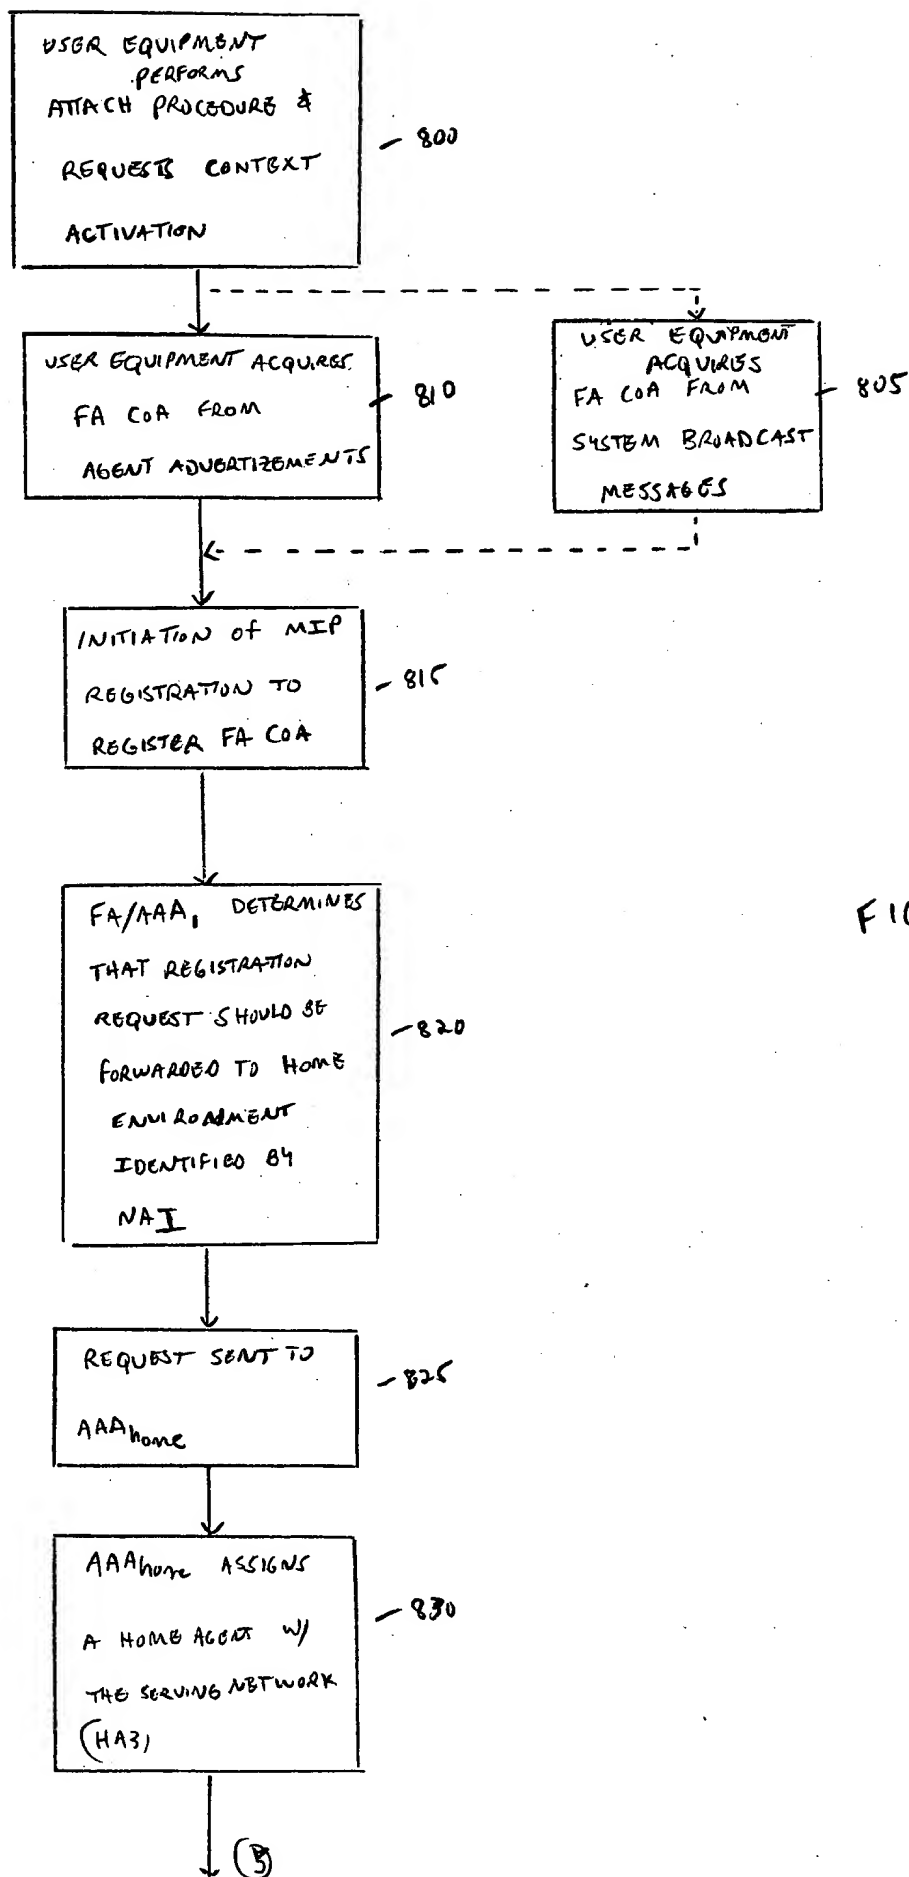 USER EQUIPMENT
PERFORMS
ATTACH PROCEDURE &
REQUESTS CONTEXT
ACTIVATION
800
USER EQUIPMENT ACQUIRES
FA COA FROM
AGENT ADVERTIZEMENTS
810
USER EQUIPMENT
ACQUIRES
FA COA FROM
SYSTEM BROADCAST
MESSAGES
805
INITIATION of MIP
REGISTRATION TO
REGISTER FA COA
815
FA/AAA, DETERMINES
THAT REGISTRATION
REQUEST SHOULD BE
FORWARDED TO HOME
ENVIRONMENT
IDENTIFIED BY
NAI
820
REQUEST SENT TO
AAAhome
825
AAAhome ASSIGNS
A HOME AGENT W/
THE SERVING NETWORK
(HA3)
830
(B)